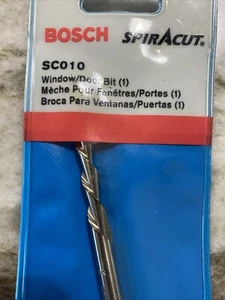 BOSCH SPIRACUT®
SC010
Window/Door Bit (1)
Mèche Pour Fenêtres/Portes (1)
Broca Para Ventanas/Puertas (1)